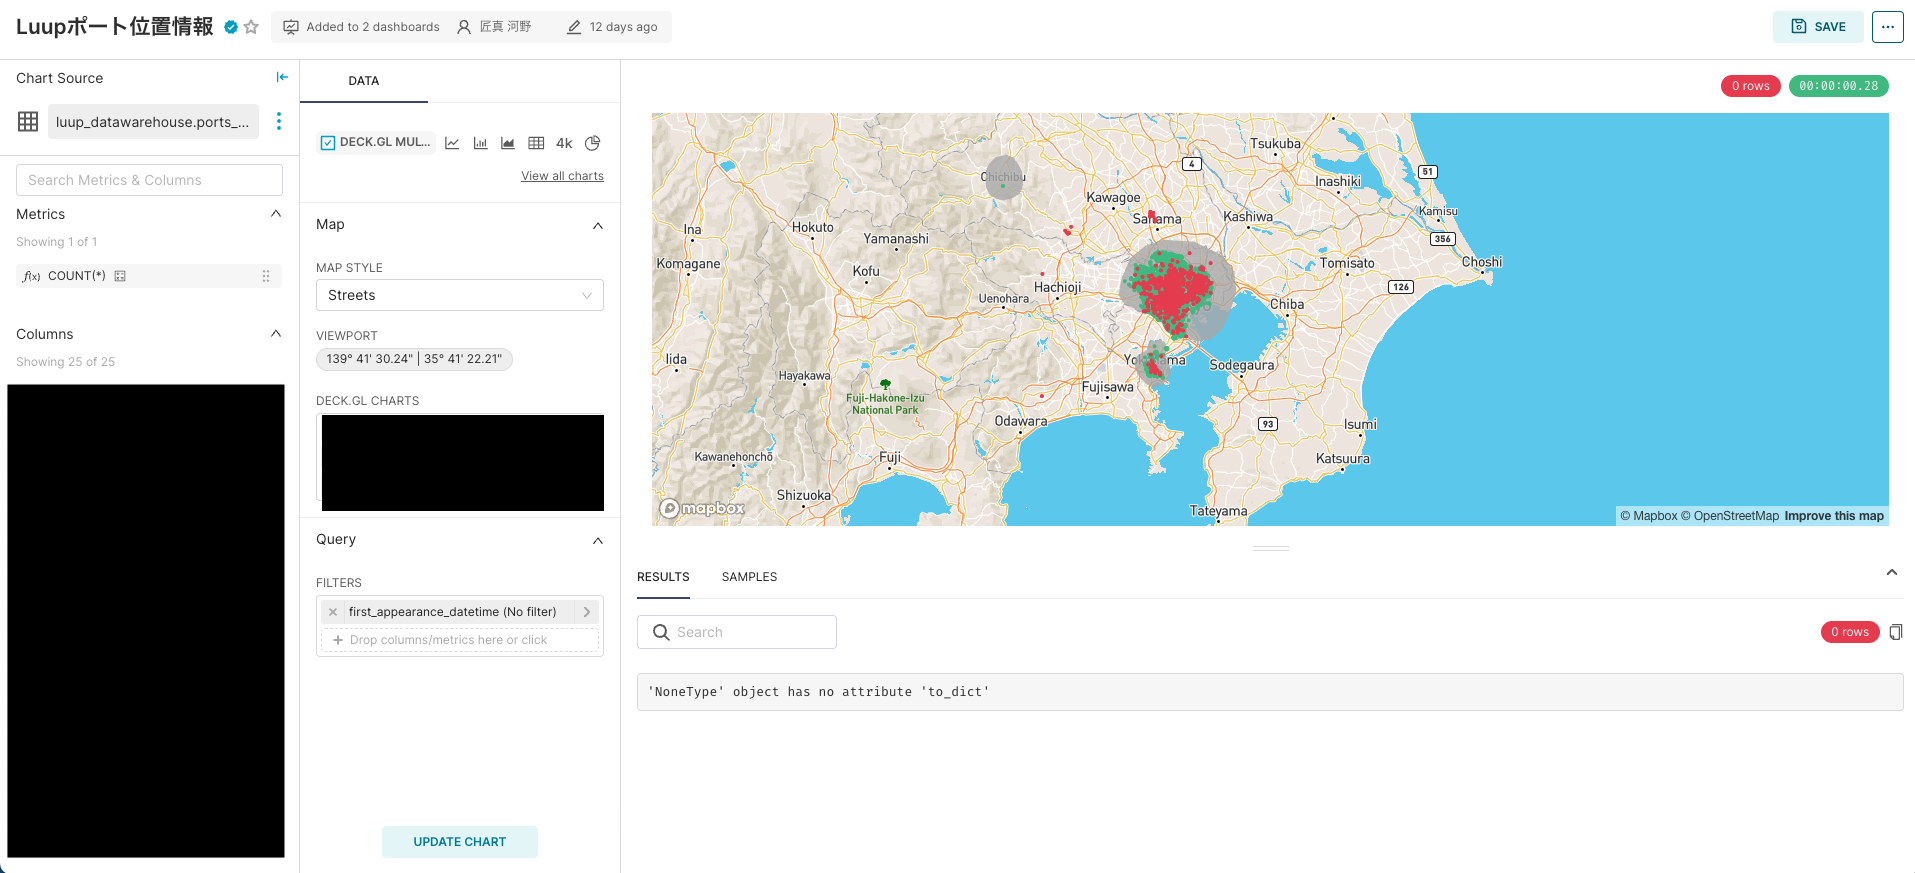 Luupポート位置情報
Added to 2 dashboards
匠真 河野
12 days ago
SAVE
Chart Source
luup_datawarehouse.ports_...
Search Metrics & Columns
Metrics
Showing 1 of 1
f(x) COUNT(*)
Columns
Showing 25 of 25
DATA
DECK.GL MUL...
4k
View all charts
Map
MAP STYLE
Streets
VIEWPORT
139° 41' 30.24" | 35° 41' 22.21"
DECK.GL CHARTS
Query
FILTERS
first_appearance_datetime (No filter)
Drop columns/metrics here or click
UPDATE CHART
0 rows
00:00:00.28
Tsukuba
4
51
Chichibu
Inashiki
Kawagoe
Kamisu
Saitama
Kashiwa
Ina
Hokuto
Yamanashi
356
Komagane
Kofu
Tomisato
Choshi
Hachioji
126
Uenohara
Chiba
Iida
Yokohama
Sodegaura
Hayakawa
Fujisawa
Fuji-Hakone-Izu
National Park
Odawara
93
Isumi
Kawanehonchō
Fuji
Katsuura
Shizuoka
Tateyama
mapbox
© Mapbox © OpenStreetMap Improve this map
RESULTS
SAMPLES
Search
0 rows
'NoneType' object has no attribute 'to_dict'